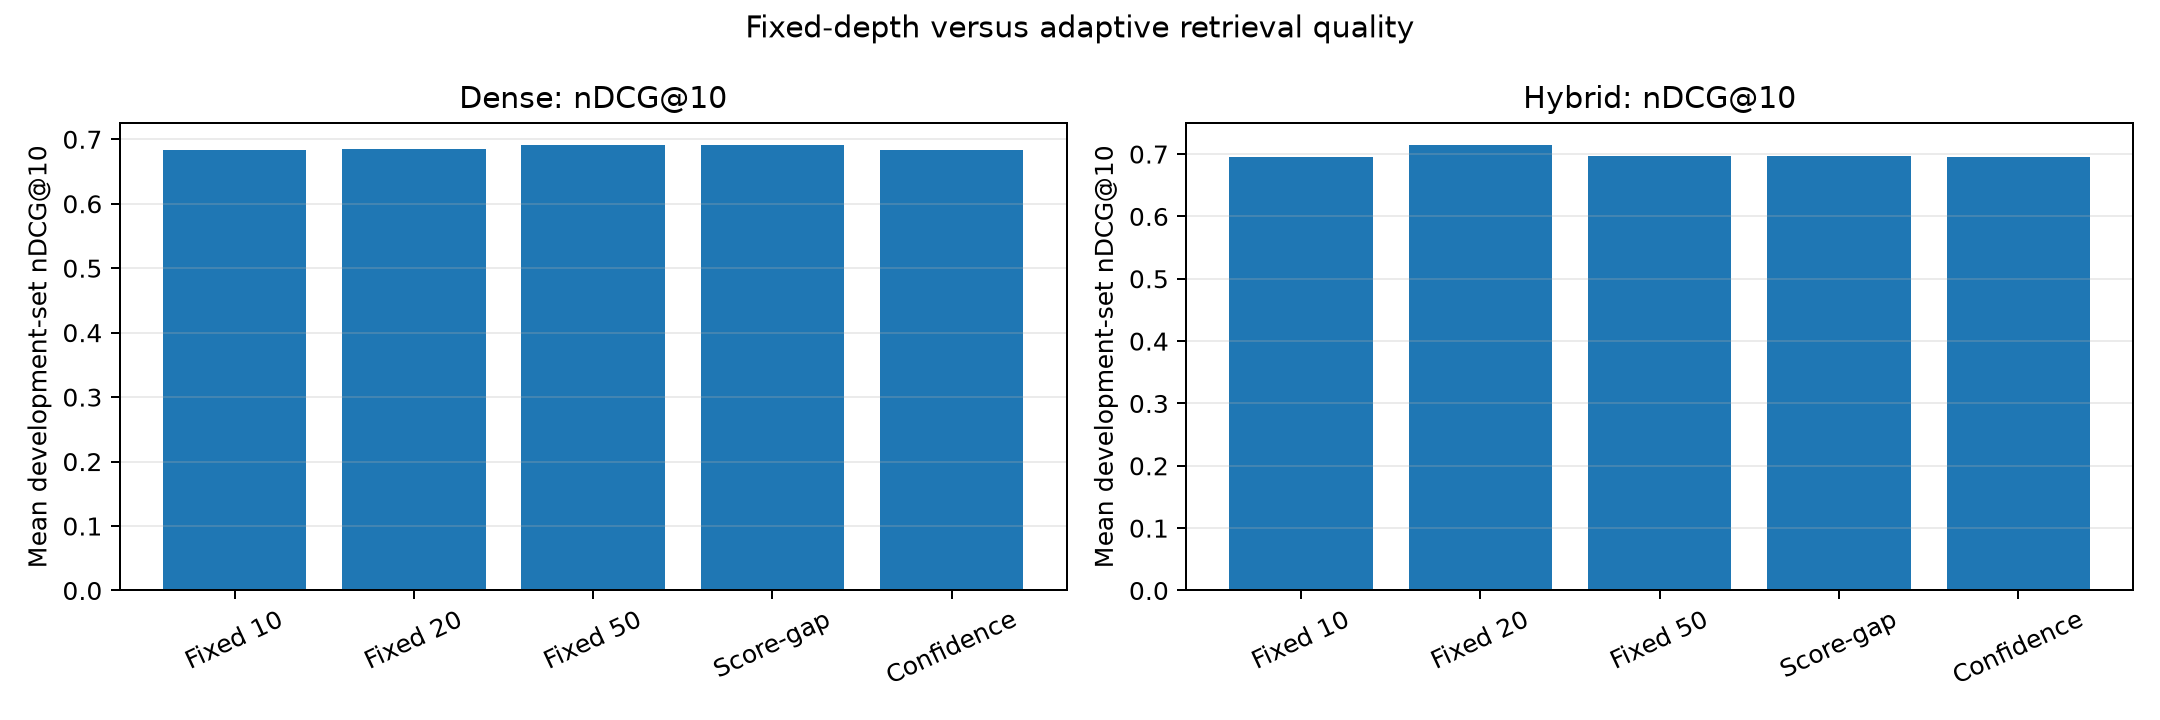 Fixed-depth versus adaptive retrieval quality
Dense: nDCG@10
Mean development-set nDCG@10
0.7
0.6
0.5
0.4
0.3
0.2
0.1
0.0
Fixed 10
Fixed 20
Fixed 50
Score-gap
Confidence
Hybrid: nDCG@10
Mean development-set nDCG@10
0.7
0.6
0.5
0.4
0.3
0.2
0.1
0.0
Fixed 10
Fixed 20
Fixed 50
Score-gap
Confidence